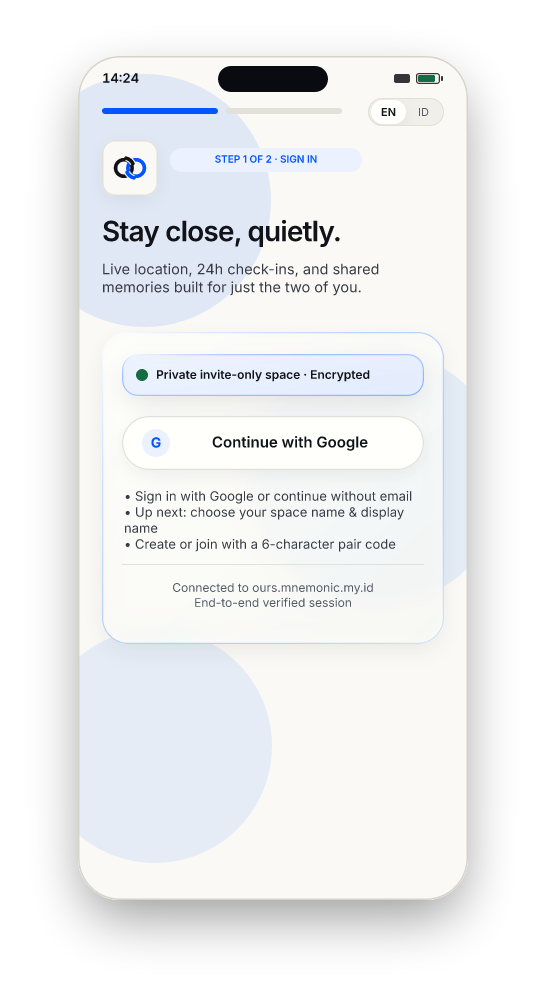 14:24
EN
ID
STEP 1 OF 2 · SIGN IN
Stay close, quietly.
Live location, 24h check-ins, and shared
memories built for just the two of you.
Private invite-only space · Encrypted
G
Continue with Google
• Sign in with Google or continue without email
• Up next: choose your space name & display
name
• Create or join with a 6-character pair code
Connected to ours.mnemonic.my.id
End-to-end verified session